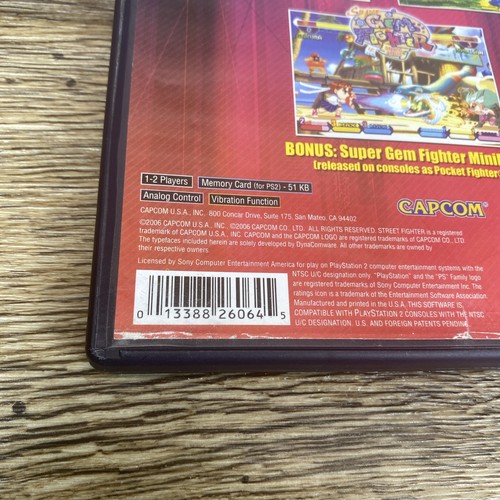 SUPER GEM FIGHTER
BONUS: Super Gem Fighter Mini
(released on consoles as Pocket Fighter
1-2 Players
Memory Card (for PS2) - 51 KB
Analog Control
Vibration Function
CAPCOM
CAPCOM U.S.A., INC. 800 Concar Drive, Suite 175, San Mateo, CA 94402
©2006 CAPCOM U.S.A., INC. ©2006 CAPCOM CO., LTD. ALL RIGHTS RESERVED. STREET FIGHTER is a registered
trademark of CAPCOM U.S.A., INC. CAPCOM and the CAPCOM LOGO are registered trademarks of CAPCOM CO., LTD
The typefaces included herein are solely developed by DynaComware. All other trademarks are owned by
their respective owners.
Licensed by Sony Computer Entertainment America for play on PlayStation 2 computer entertainment systems with the
NTSC U/C designation only. "PlayStation" and the "PS" Family logo
are registered trademarks of Sony Computer Entertainment Inc. The
ratings icon is a trademark of the Entertainment Software Association.
Manufactured and printed in the U.S.A. THIS SOFTWARE IS
COMPATIBLE WITH PLAYSTATION 2 CONSOLES WITH THE NTSC
U/C DESIGNATION. U.S. AND FOREIGN PATENTS PENDING.
0 13388 26064 5